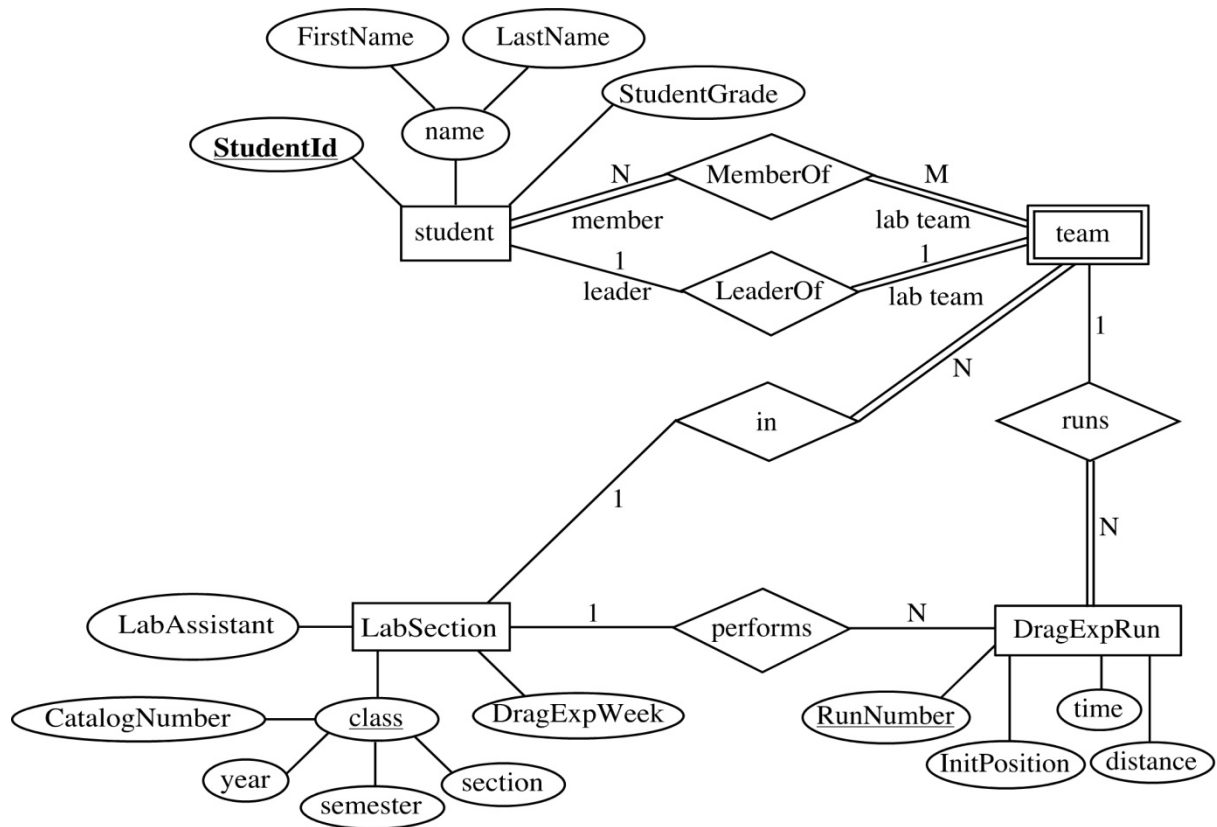 FirstName
LastName
StudentGrade
name
StudentId
N
MemberOf
M
member
lab team
student
team
1
1
leader
LeaderOf
lab team
N
1
in
runs
1
N
LabAssistant
LabSection
1
performs
N
DragExpRun
CatalogNumber
class
DragExpWeek
RunNumber
time
year
section
InitPosition
distance
semester